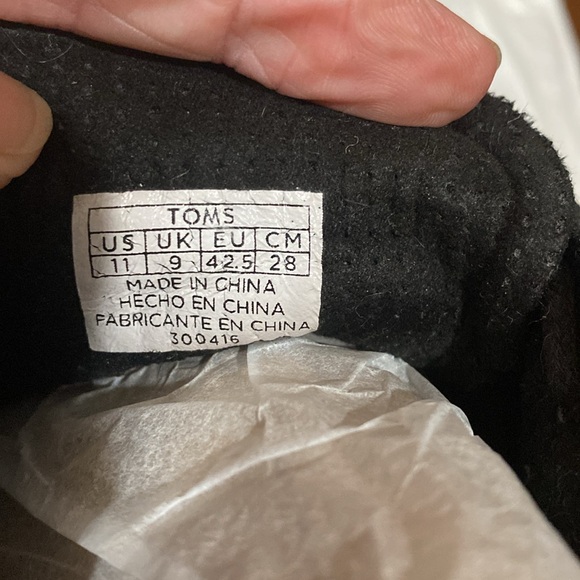 TOMS
US UK EU CM
11 9 42.5 28
MADE IN CHINA
HECHO EN CHINA
FABRICANTE EN CHINA
300416